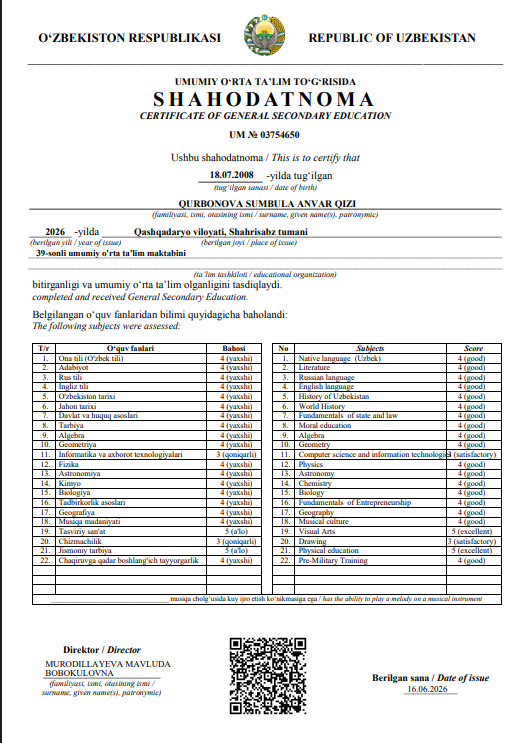 O‘ZBEKISTON RESPUBLIKASI REPUBLIC OF UZBEKISTAN
UMUMIY O‘RTA TA’LIM TO‘G‘RISIDA
SHAHODATNOMA
CERTIFICATE OF GENERAL SECONDARY EDUCATION
UM № 03754650
Ushbu shahodatnoma / This is to certify that
18.07.2008 -yilda tug‘ilgan
(tug‘ilgan sanasi / date of birth)
QURBONOVA SUMBULA ANVAR QIZI
(familiyasi, ismi, otasining ismi / surname, given name(s), patronymic)
2026 -yilda Qashqadaryo viloyati, Shahrisabz tumani
(berilgan yili / year of issue) (berilgan joyi / place of issue)
39-sonli umumiy o‘rta ta’lim maktabini
(ta’lim tashkiloti / educational organization)
bitirganligi va umumiy o‘rta ta’lim olganligini tasdiqlaydi.
completed and received General Secondary Education.
Belgilangan o‘quv fanlaridan bilimi quyidagicha baholandi:
The following subjects were assessed:
T/r O‘quv fanlari Bahosi No Subjects Score
1. Ona tili (O'zbek tili) 4 (yaxshi) 1. Native language (Uzbek) 4 (good)
2. Adabiyot 4 (yaxshi) 2. Literature 4 (good)
3. Rus tili 4 (yaxshi) 3. Russian language 4 (good)
4. Ingliz tili 4 (yaxshi) 4. English language 4 (good)
5. O'zbekiston tarixi 4 (yaxshi) 5. History of Uzbekistan 4 (good)
6. Jahon tarixi 4 (yaxshi) 6. World History 4 (good)
7. Davlat va huquq asoslari 4 (yaxshi) 7. Fundamentals of state and law 4 (good)
8. Tarbiya 4 (yaxshi) 8. Moral education 4 (good)
9. Algebra 4 (yaxshi) 9. Algebra 4 (good)
10. Geometriya 4 (yaxshi) 10. Geometry 4 (good)
11. Informatika va axborot texnologiyalari 3 (qoniqarli) 11. Computer science and information technologies 3 (satisfactory)
12. Fizika 4 (yaxshi) 12. Physics 4 (good)
13. Astronomiya 4 (yaxshi) 13. Astronomy 4 (good)
14. Kimyo 4 (yaxshi) 14. Chemistry 4 (good)
15. Biologiya 4 (yaxshi) 15. Biology 4 (good)
16. Tadbirkorlik asoslari 4 (yaxshi) 16. Fundamentals of Entrepreneurship 4 (good)
17. Geografiya 4 (yaxshi) 17. Geography 4 (good)
18. Musiqa madaniyati 4 (yaxshi) 18. Musical culture 4 (good)
19. Tasviriy san'at 5 (a'lo) 19. Visual Arts 5 (excellent)
20. Chizmachilik 3 (qoniqarli) 20. Drawing 3 (satisfactory)
21. Jismoniy tarbiya 5 (a'lo) 21. Physical education 5 (excellent)
22. Chaqiruvga qadar boshlang'ich tayyorgarlik 4 (yaxshi) 22. Pre-Military Training 4 (good)
musiqa cholg‘usida kuy ijro etish ko‘nikmasiga ega / has the ability to play a melody on a musical instrument
Direktor / Director
MURODILLAYEVA MAVLUDA
BOBOKULOVNA
(familiyasi, ismi, otasining ismi /
surname, given name(s), patronymic)
Berilgan sana / Date of issue
16.06.2026